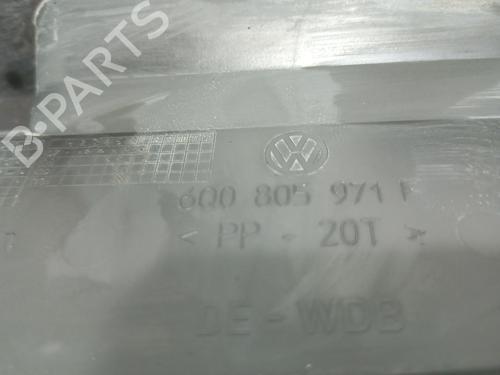 B-PARTS
6Q0 805 971 F
< PP - 20T >
DE - WDB